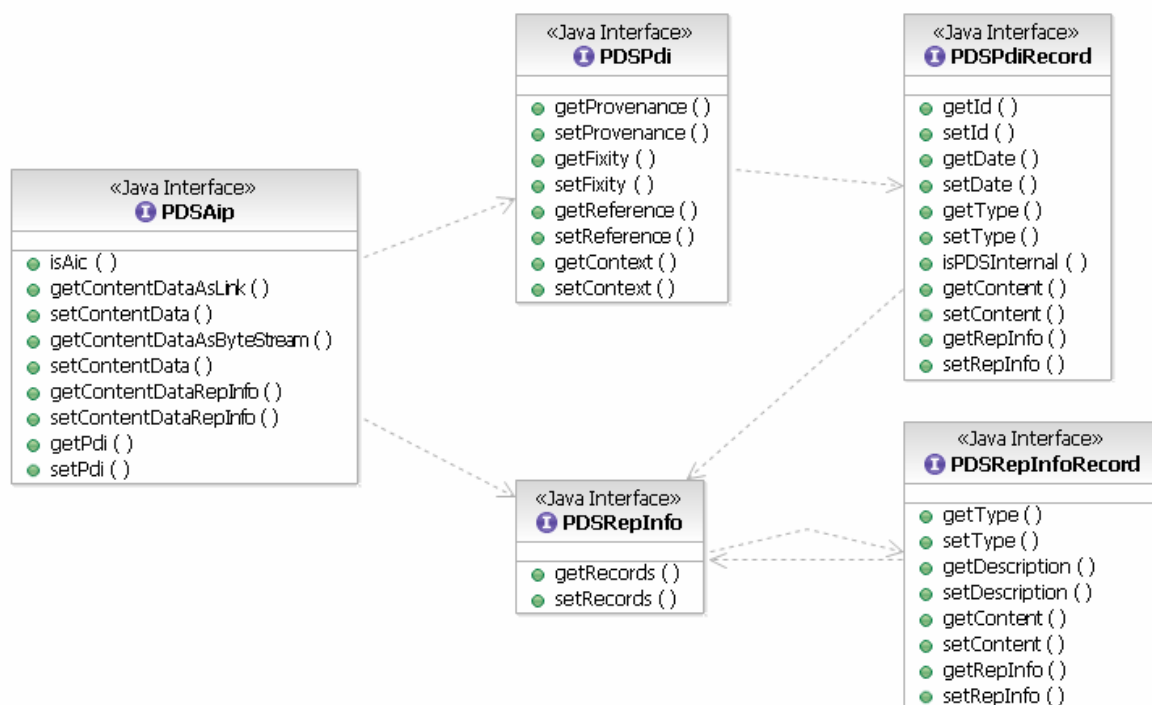 «Java Interface»
PDSPdi
getProvenance ( )
setProvenance ( )
getFixity ( )
setFixity ( )
getReference ( )
setReference ( )
getContext ( )
setContext ( )
«Java Interface»
PDSPdiRecord
getId ( )
setId ( )
getDate ( )
setDate ( )
getType ( )
setType ( )
isPDSInternal ( )
getContent ( )
setContent ( )
getRepInfo ( )
setRepInfo ( )
«Java Interface»
PDSAip
isAic ( )
getContentDataAsLink ( )
setContentData ( )
getContentDataAsByteStream ( )
setContentData ( )
getContentDataRepInfo ( )
setContentDataRepInfo ( )
getPdi ( )
setPdi ( )
«Java Interface»
PDSRepInfo
getRecords ( )
setRecords ( )
«Java Interface»
PDSRepInfoRecord
getType ( )
setType ( )
getDescription ( )
setDescription ( )
getContent ( )
setContent ( )
getRepInfo ( )
setRepInfo ( )